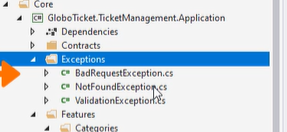 Core
GloboTicket.TicketManagement.Application
Dependencies
Contracts
Exceptions
C# BadRequestException.cs
C# NotFoundException.cs
C# ValidationException.cs
Features
Categories